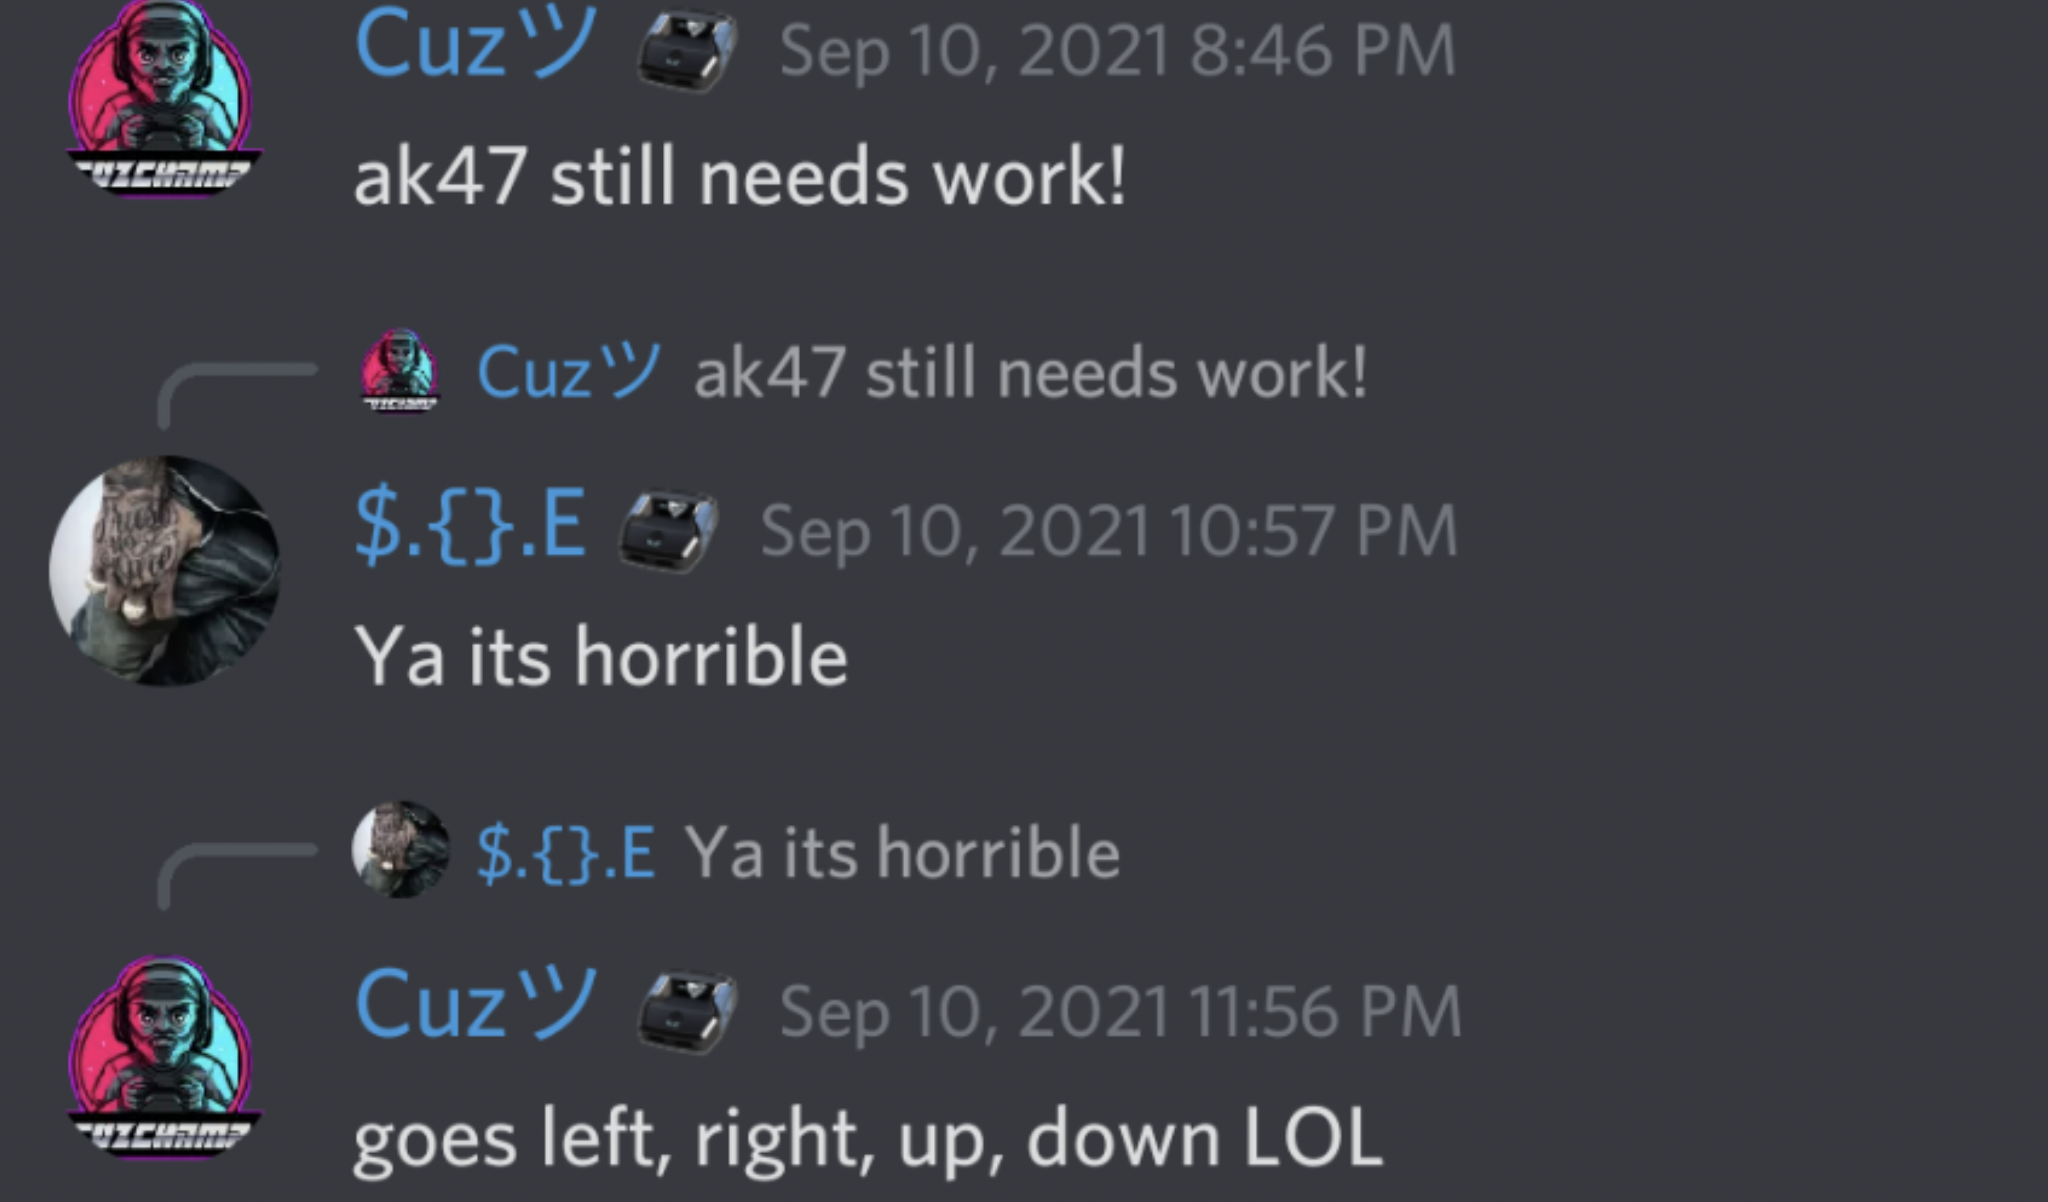 Cuzツ Sep 10, 2021 8:46 PM
ak47 still needs work!
Cuzツ ak47 still needs work!
$.{}.E Sep 10, 2021 10:57 PM
Ya its horrible
$.{}.E Ya its horrible
Cuzツ Sep 10, 2021 11:56 PM
goes left, right, up, down LOL